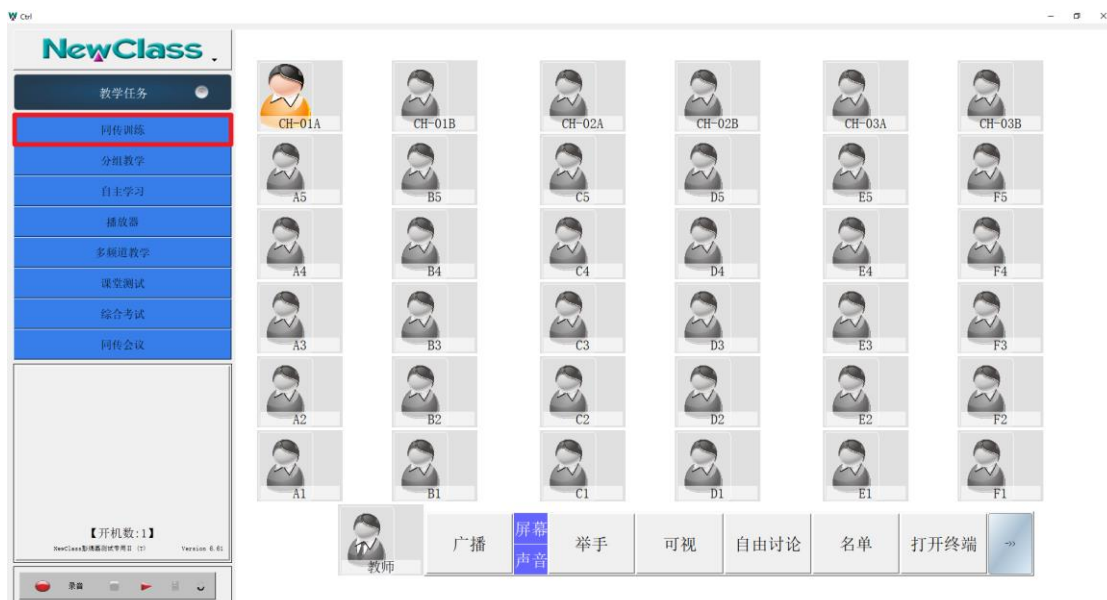 Ctrl
NewClass
教学任务
同传训练
分组教学
自主学习
播放器
多频道教学
课堂测试
综合考试
同传会议
【开机数:1】
Version 6.61
录音
CH-01A CH-01B CH-02A CH-02B CH-03A CH-03B
A5 B5 C5 D5 E5 F5
A4 B4 C4 D4 E4 F4
A3 B3 C3 D3 E3 F3
A2 B2 C2 D2 E2 F2
A1 B1 C1 D1 E1 F1
教师
广播
屏幕
声音
举手
可视
自由讨论
名单
打开终端
->>